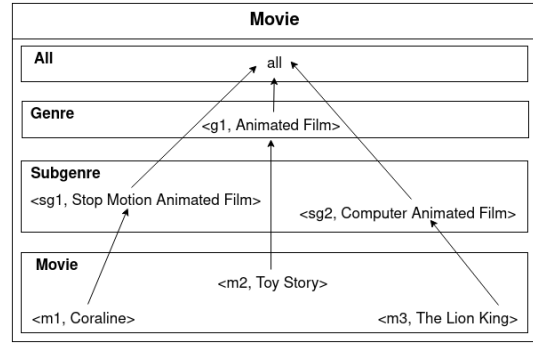 Movie
All
all
Genre
<g1, Animated Film>
Subgenre
<sg1, Stop Motion Animated Film>
<sg2, Computer Animated Film>
Movie
<m2, Toy Story>
<m1, Coraline>
<m3, The Lion King>